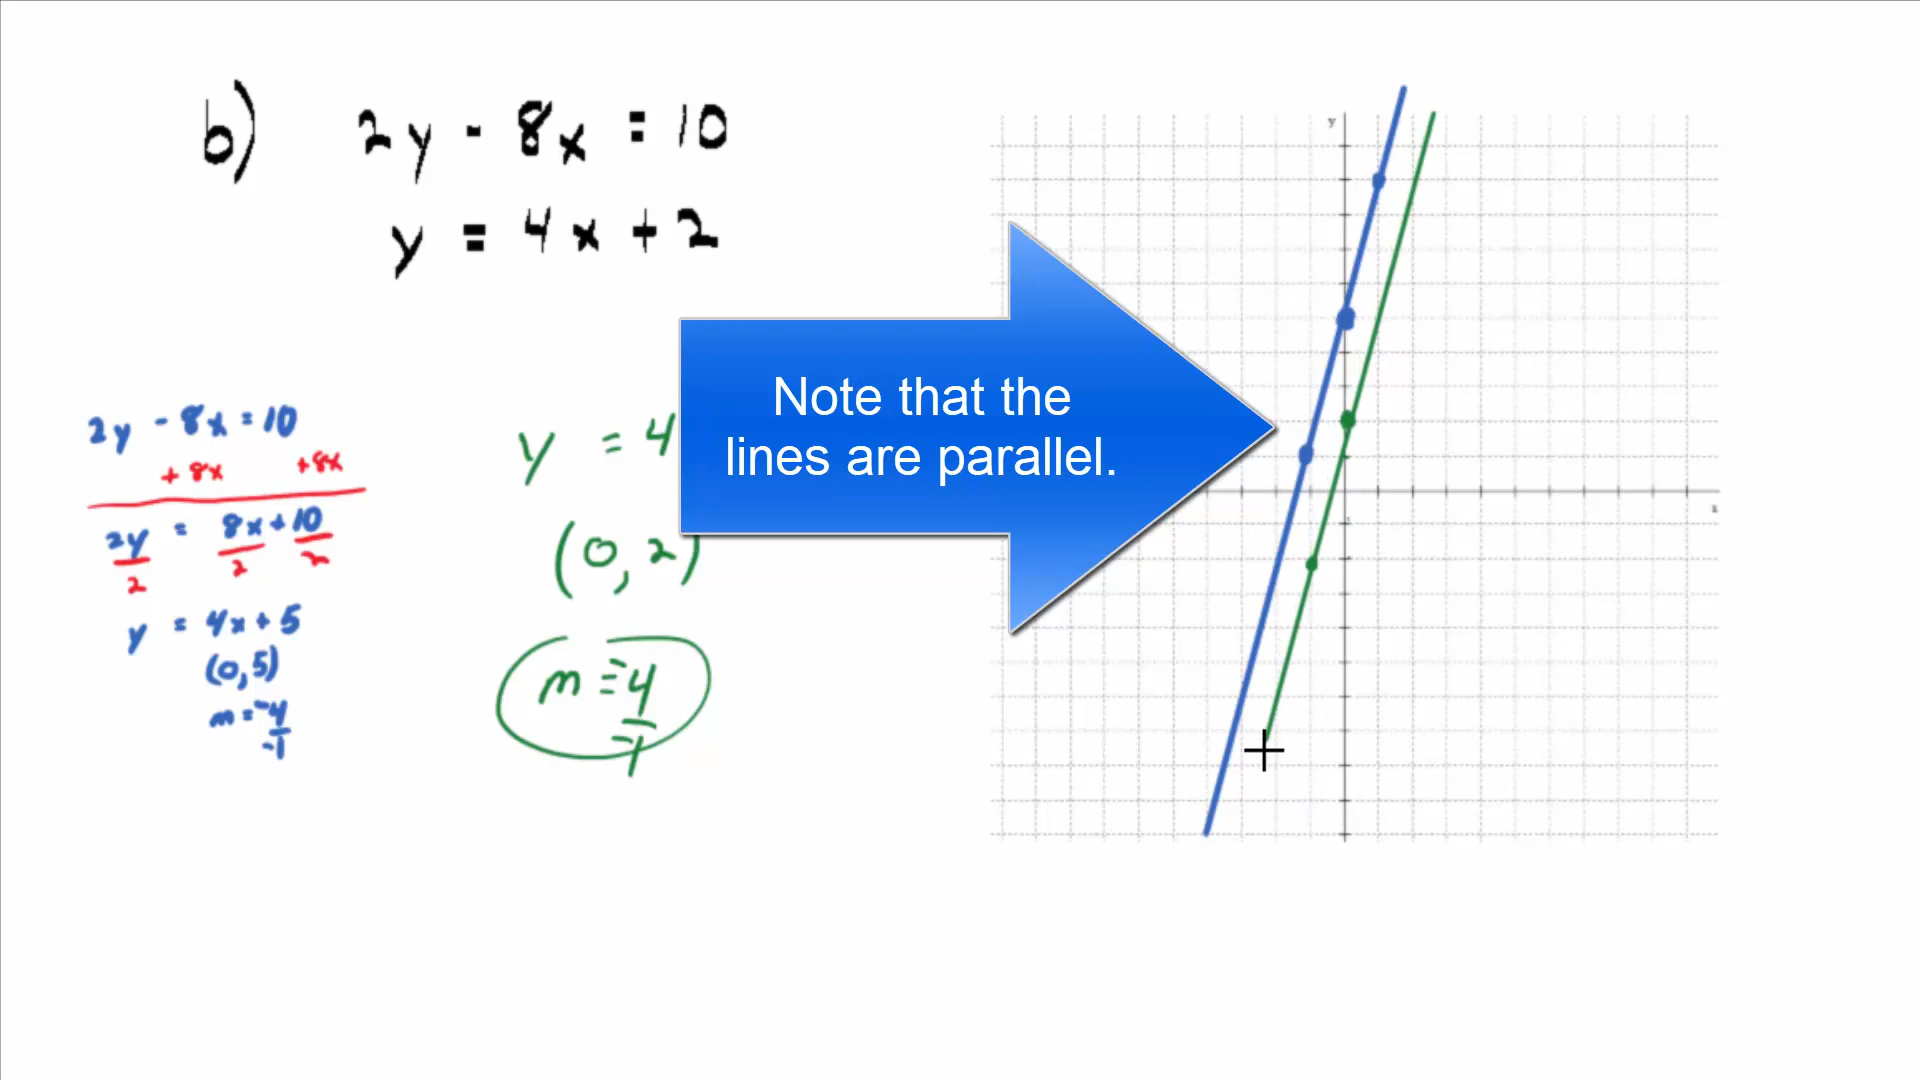 b) 2y - 8x = 10
y = 4x + 2
2y - 8x = 10
+ 8x +8x
2y = 8x + 10
2 2 2
y = 4x + 5
(0, 5)
m = -4
-1
y = 4
(0, 2)
m = -4
-1
Note that the
lines are parallel.
y
x